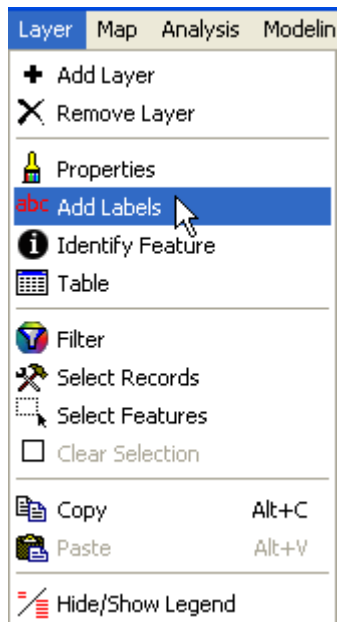 Layer Map Analysis Modelin
Add Layer
Remove Layer
Properties
abc Add Labels
Identify Feature
Table
Filter
Select Records
Select Features
Clear Selection
Copy Alt+C
Paste Alt+V
Hide/Show Legend